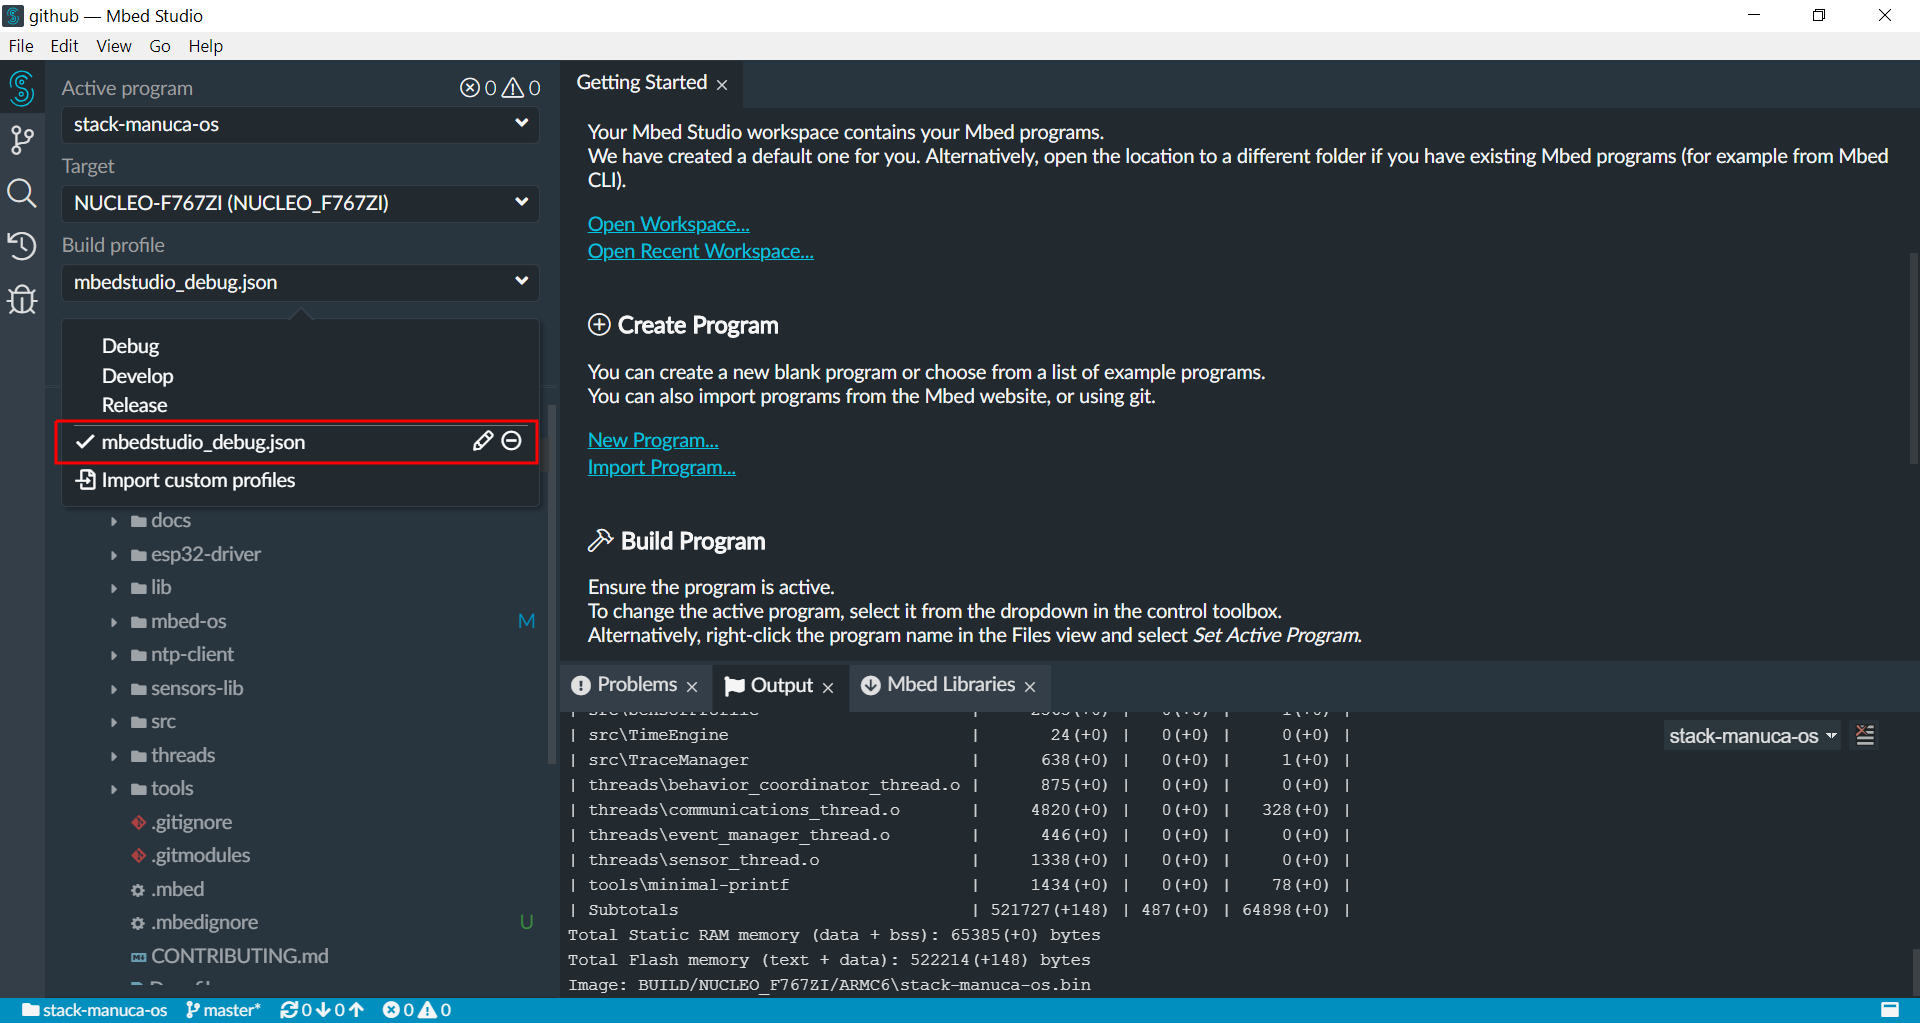 github — Mbed Studio
File Edit View Go Help
Active program 0 0
stack-manuca-os
Target
NUCLEO-F767ZI (NUCLEO_F767ZI)
Build profile
mbedstudio_debug.json
Debug
Develop
Release
mbedstudio_debug.json
Import custom profiles
docs
esp32-driver
lib
mbed-os M
ntp-client
sensors-lib
src
threads
tools
.gitignore
.gitmodules
.mbed
.mbedignore U
CONTRIBUTING.md
Getting Started ×
Your Mbed Studio workspace contains your Mbed programs.
We have created a default one for you. Alternatively, open the location to a different folder if you have existing Mbed programs (for example from Mbed
CLI).
Open Workspace...
Open Recent Workspace...
Create Program
You can create a new blank program or choose from a list of example programs.
You can also import programs from the Mbed website, or using git.
New Program...
Import Program...
Build Program
Ensure the program is active.
To change the active program, select it from the dropdown in the control toolbox.
Alternatively, right-click the program name in the Files view and select Set Active Program.
Problems × Output × Mbed Libraries ×
stack-manuca-os
| src\TimeEngine | 24(+0) | 0(+0) | 0(+0) |
| src\TraceManager | 638(+0) | 0(+0) | 1(+0) |
| threads\behavior_coordinator_thread.o | 875(+0) | 0(+0) | 0(+0) |
| threads\communications_thread.o | 4820(+0) | 0(+0) | 328(+0) |
| threads\event_manager_thread.o | 446(+0) | 0(+0) | 0(+0) |
| threads\sensor_thread.o | 1338(+0) | 0(+0) | 0(+0) |
| tools\minimal-printf | 1434(+0) | 0(+0) | 78(+0) |
| Subtotals | 521727(+148) | 487(+0) | 64898(+0) |
Total Static RAM memory (data + bss): 65385(+0) bytes
Total Flash memory (text + data): 522214(+148) bytes
Image: BUILD/NUCLEO_F767ZI/ARMC6\stack-manuca-os.bin
stack-manuca-os master* 0↓ 0↑ 0 0